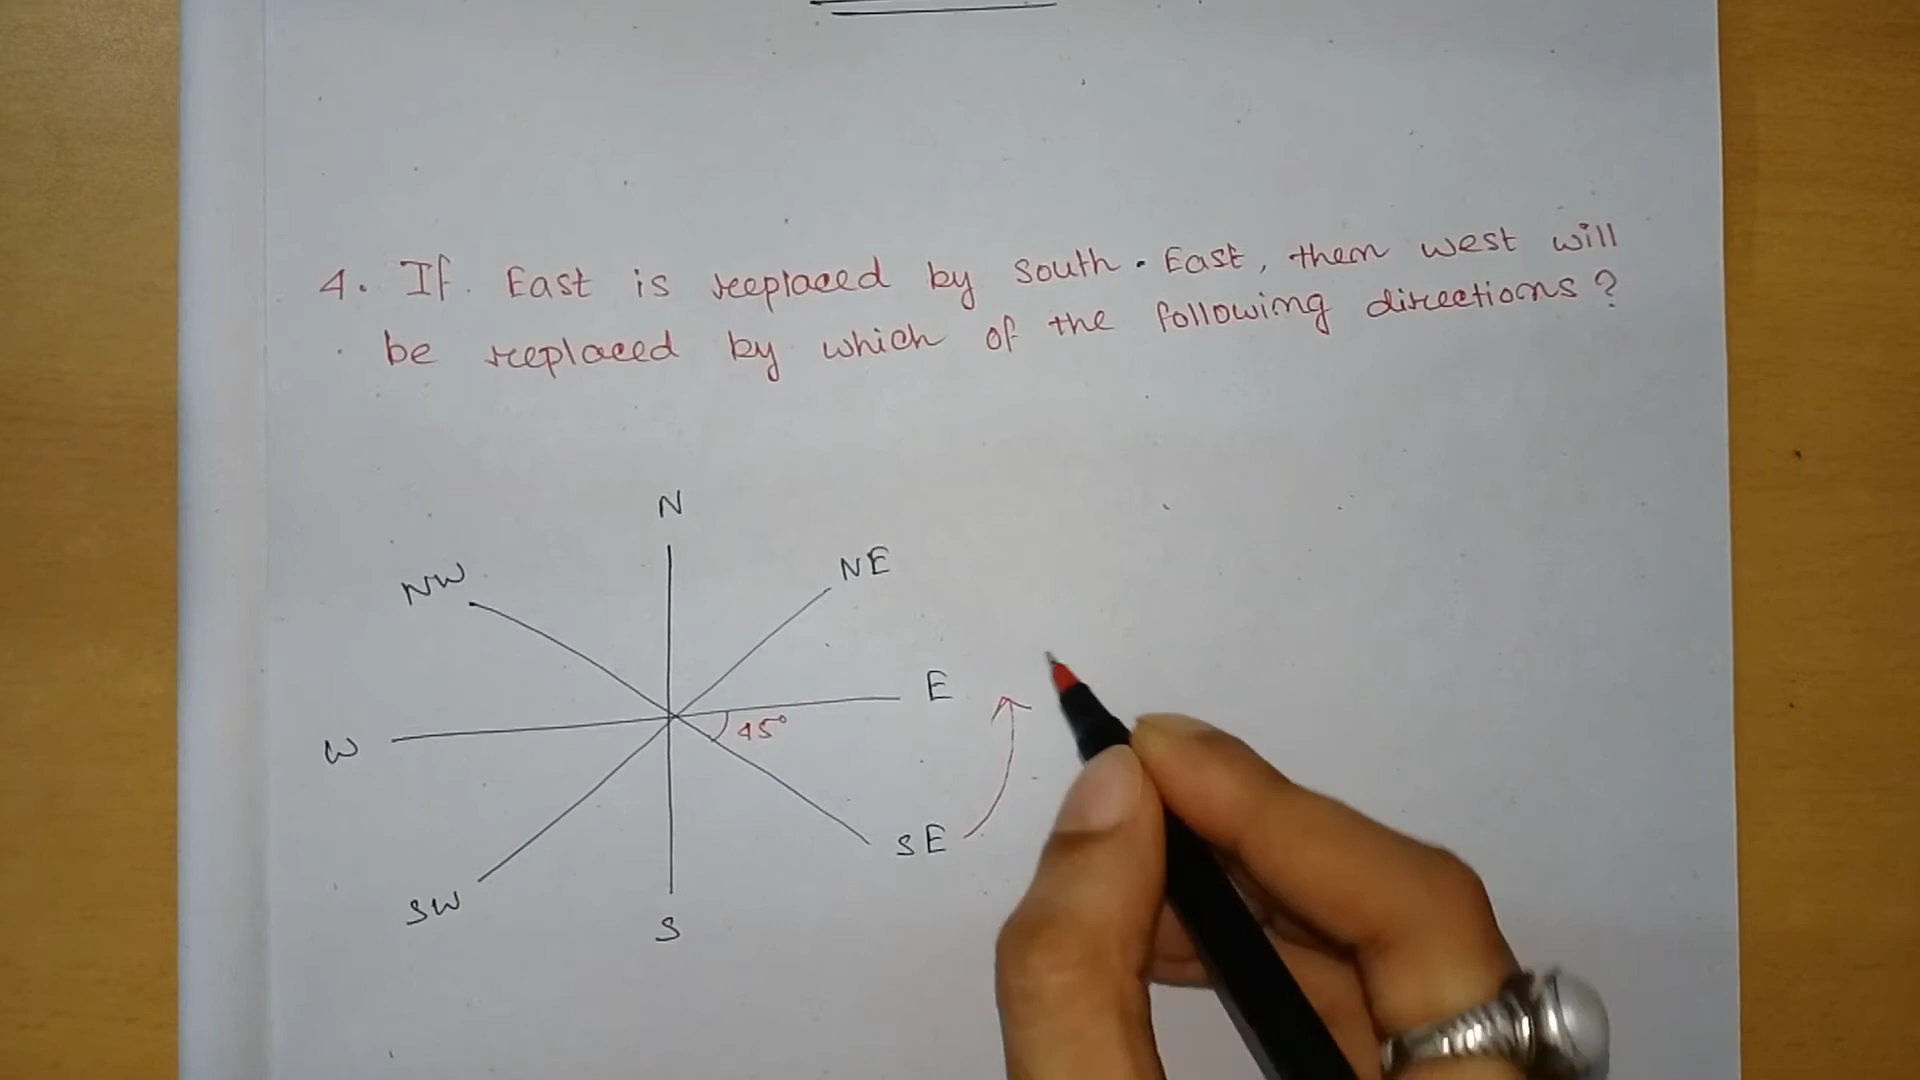 4. If. East is replaced by South-East, then west will
be replaced by which of the following directions?
N
NW
NE
E
45°
W
SE
SW
S